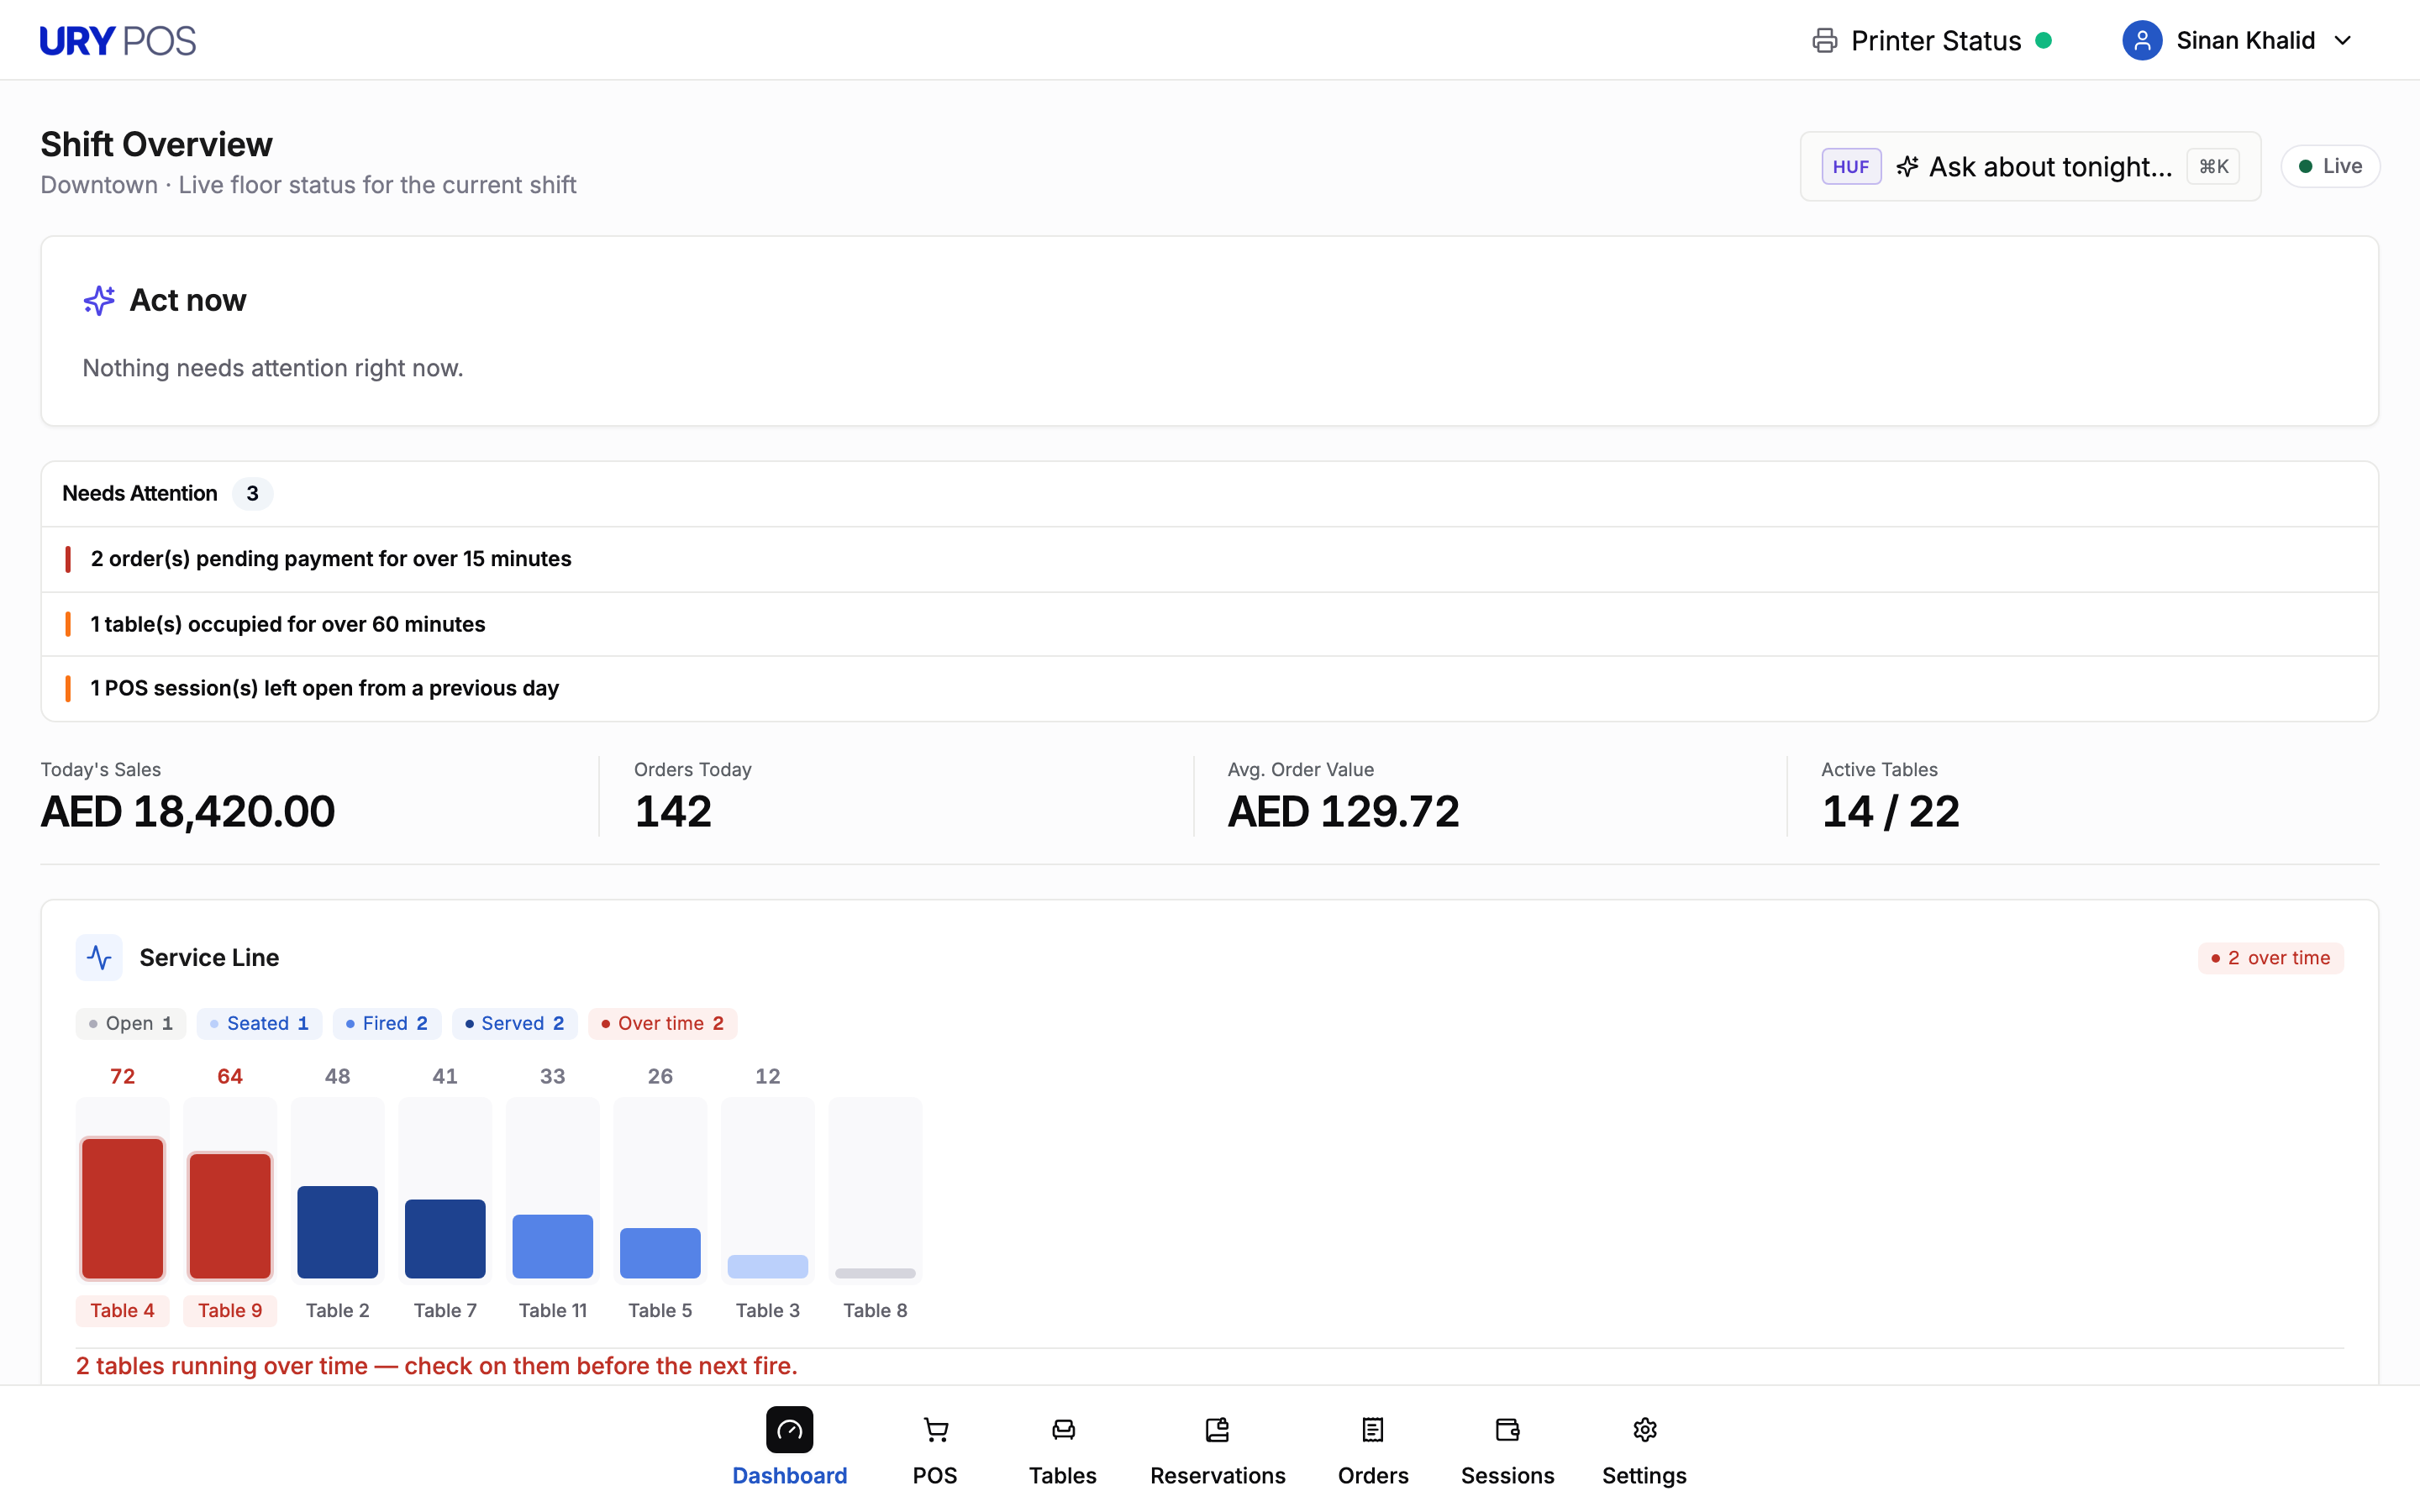 URY POS
Printer Status
Sinan Khalid
Shift Overview
Downtown · Live floor status for the current shift
HUF Ask about tonight... ⌘K
Live
Act now
Nothing needs attention right now.
Needs Attention 3
2 order(s) pending payment for over 15 minutes
1 table(s) occupied for over 60 minutes
1 POS session(s) left open from a previous day
Today's Sales
AED 18,420.00
Orders Today
142
Avg. Order Value
AED 129.72
Active Tables
14 / 22
Service Line
2 over time
Open 1 Seated 1 Fired 2 Served 2 Over time 2
72 64 48 41 33 26 12
Table 4 Table 9 Table 2 Table 7 Table 11 Table 5 Table 3 Table 8
2 tables running over time — check on them before the next fire.
Dashboard POS Tables Reservations Orders Sessions Settings